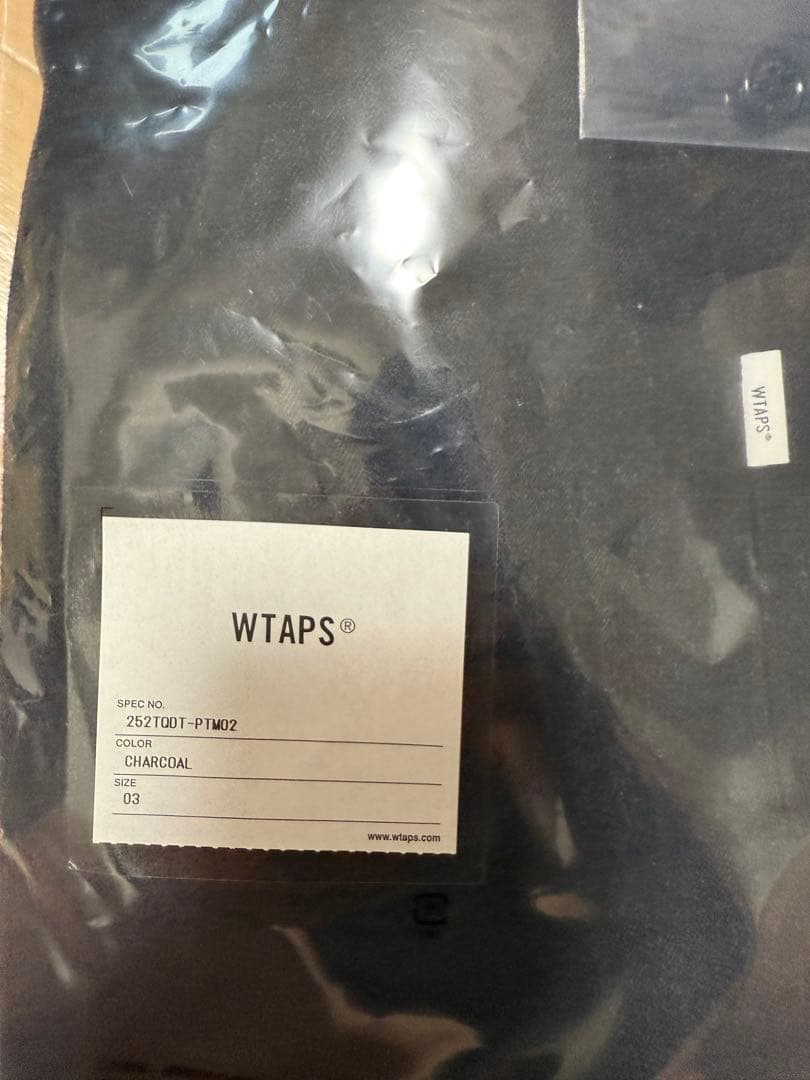 WTAPS®
WTAPS®
SPEC NO.
252TQDT-PTM02
COLOR
CHARCOAL
SIZE
03
www.wtaps.com